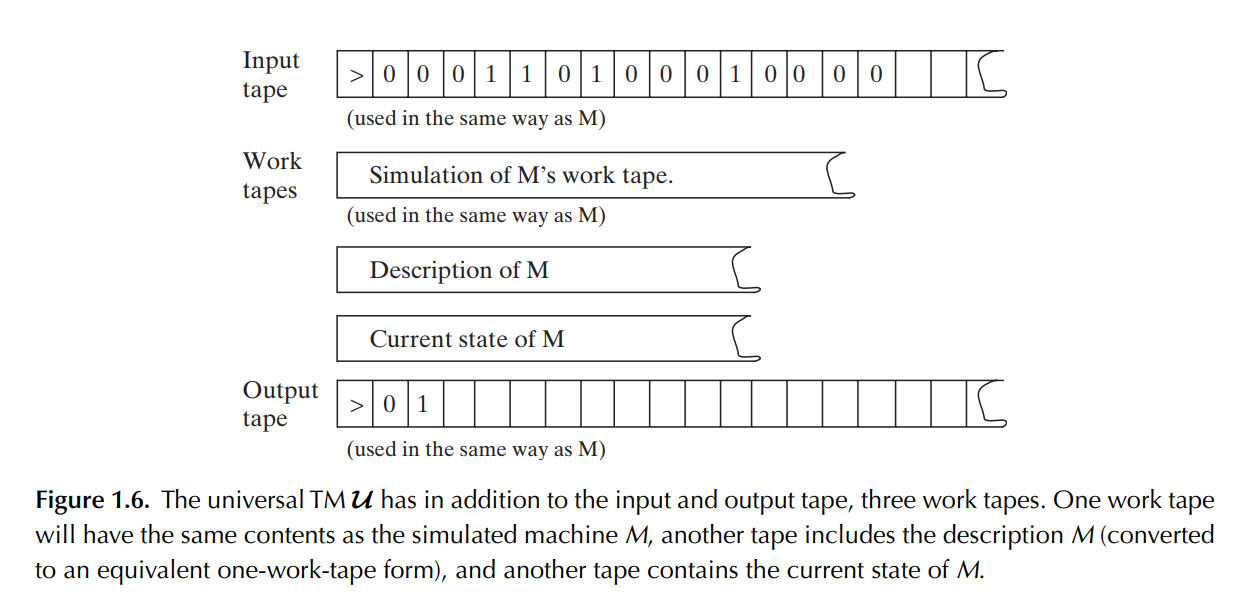 Input
tape
> 0 0 0 1 1 0 1 0 0 0 1 0 0 0 0
(used in the same way as M)
Work
tapes
Simulation of M’s work tape.
(used in the same way as M)
Description of M
Current state of M
Output
tape
> 0 1
(used in the same way as M)
Figure 1.6. The universal TM 𝓤 has in addition to the input and output tape, three work tapes. One work tape
will have the same contents as the simulated machine M, another tape includes the description M (converted
to an equivalent one-work-tape form), and another tape contains the current state of M.